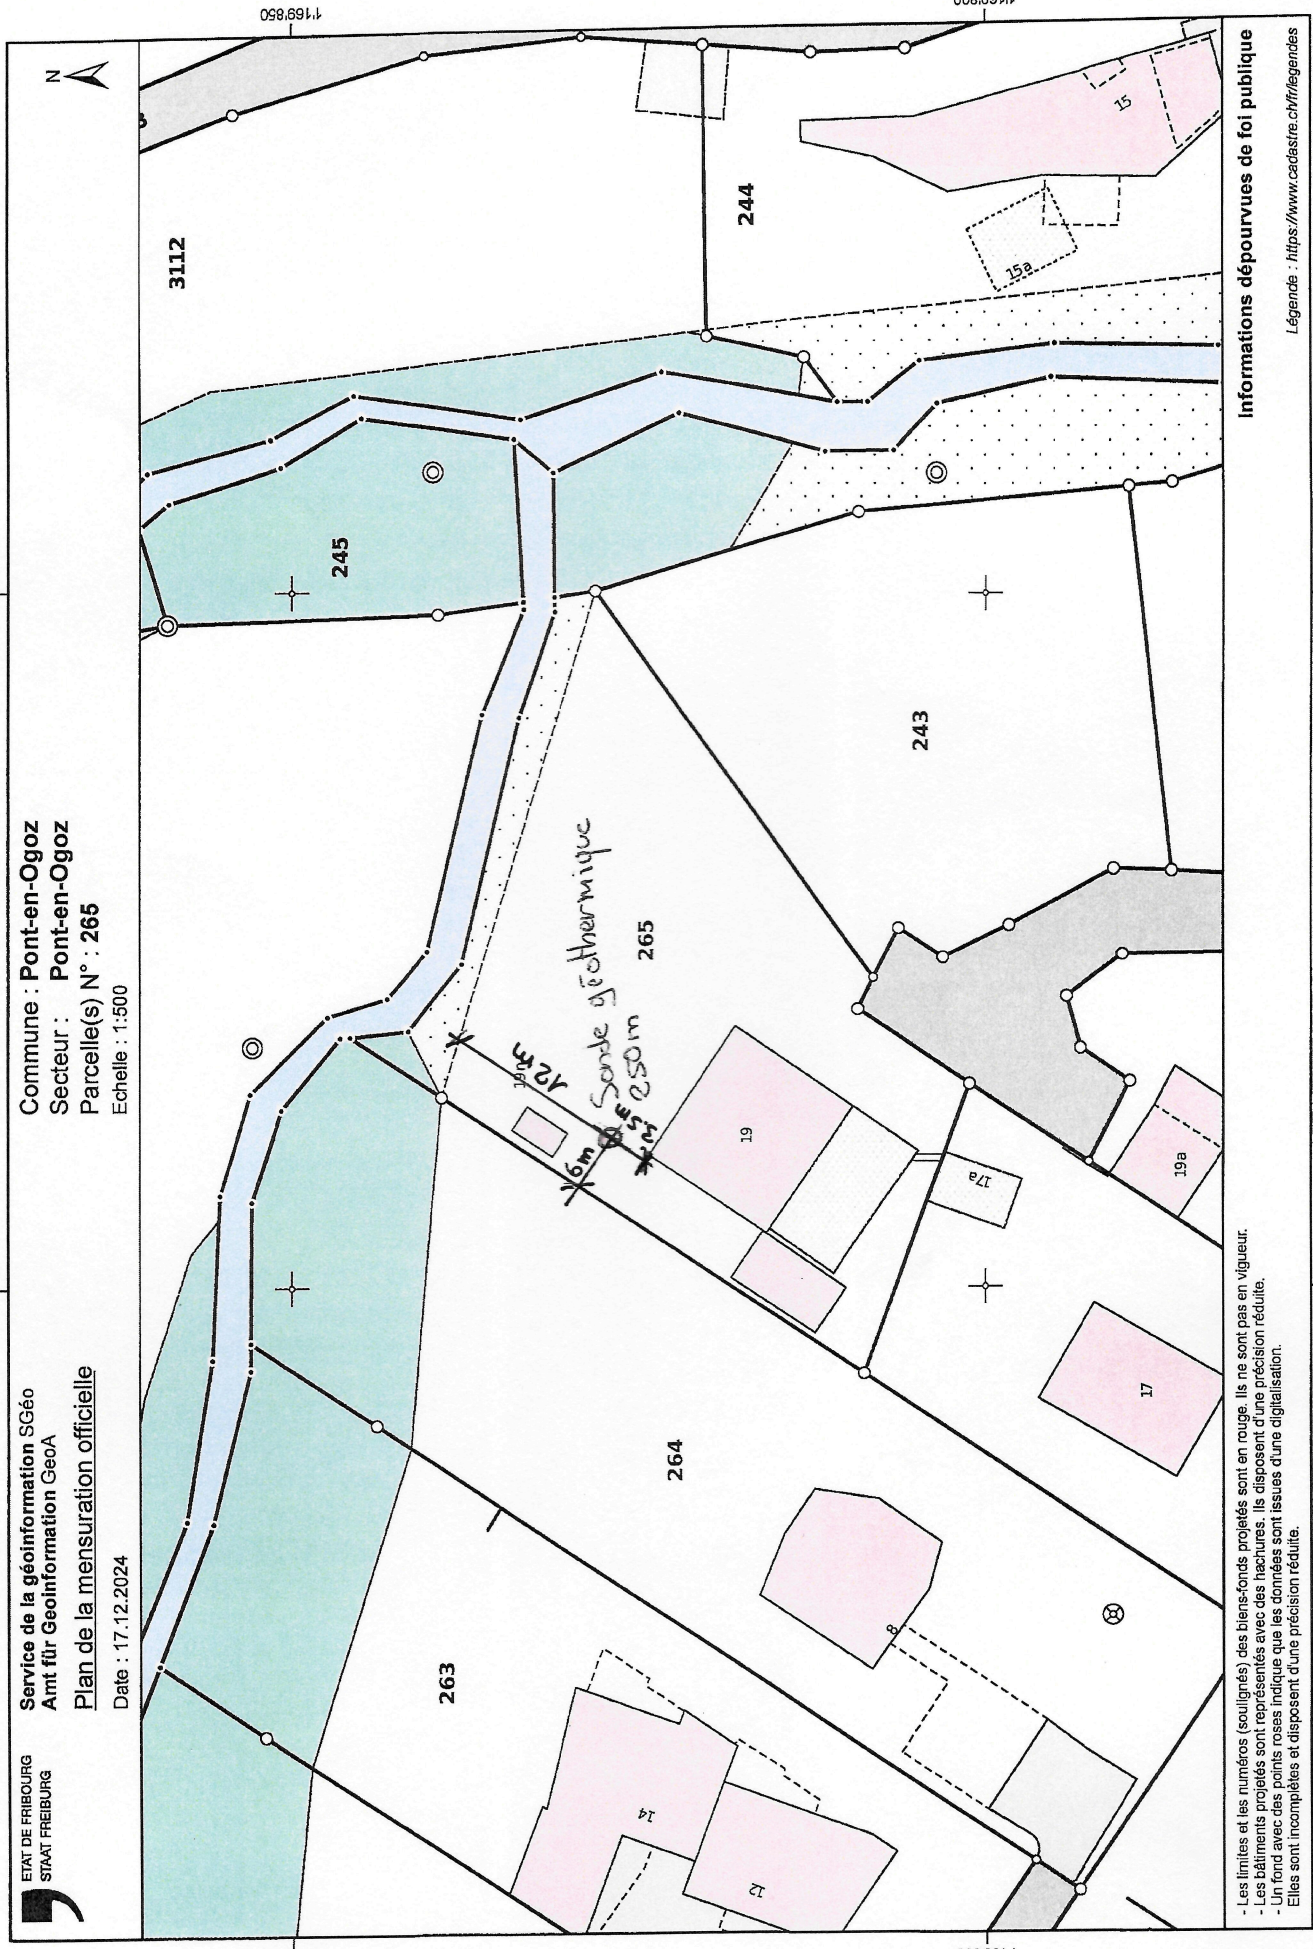 ETAT DE FRIBOURG
STAAT FREIBURG
Service de la géoinformation SGéo
Amt für Geoinformation GeoA
Plan de la mensuration officielle
Date : 17.12.2024
Commune : Pont-en-Ogoz
Secteur : Pont-en-Ogoz
Parcelle(s) N° : 265
Echelle : 1:500
N
1'169'850
3112
244
15
15a
245
243
265
Sonde géothermique
250m
12m
6m
19
17a
19a
17
264
263
8
14
12
- Les limites et les numéros (soulignés) des biens-fonds projetés sont en rouge. Ils ne sont pas en vigueur.
- Les bâtiments projetés sont représentés avec des hachures. Ils disposent d'une précision réduite.
- Un fond avec des points roses indique que les données sont issues d'une digitalisation.
Elles sont incomplètes et disposent d'une précision réduite.
Informations dépourvues de foi publique
Légende : https://www.cadastre.ch/fr/legendes